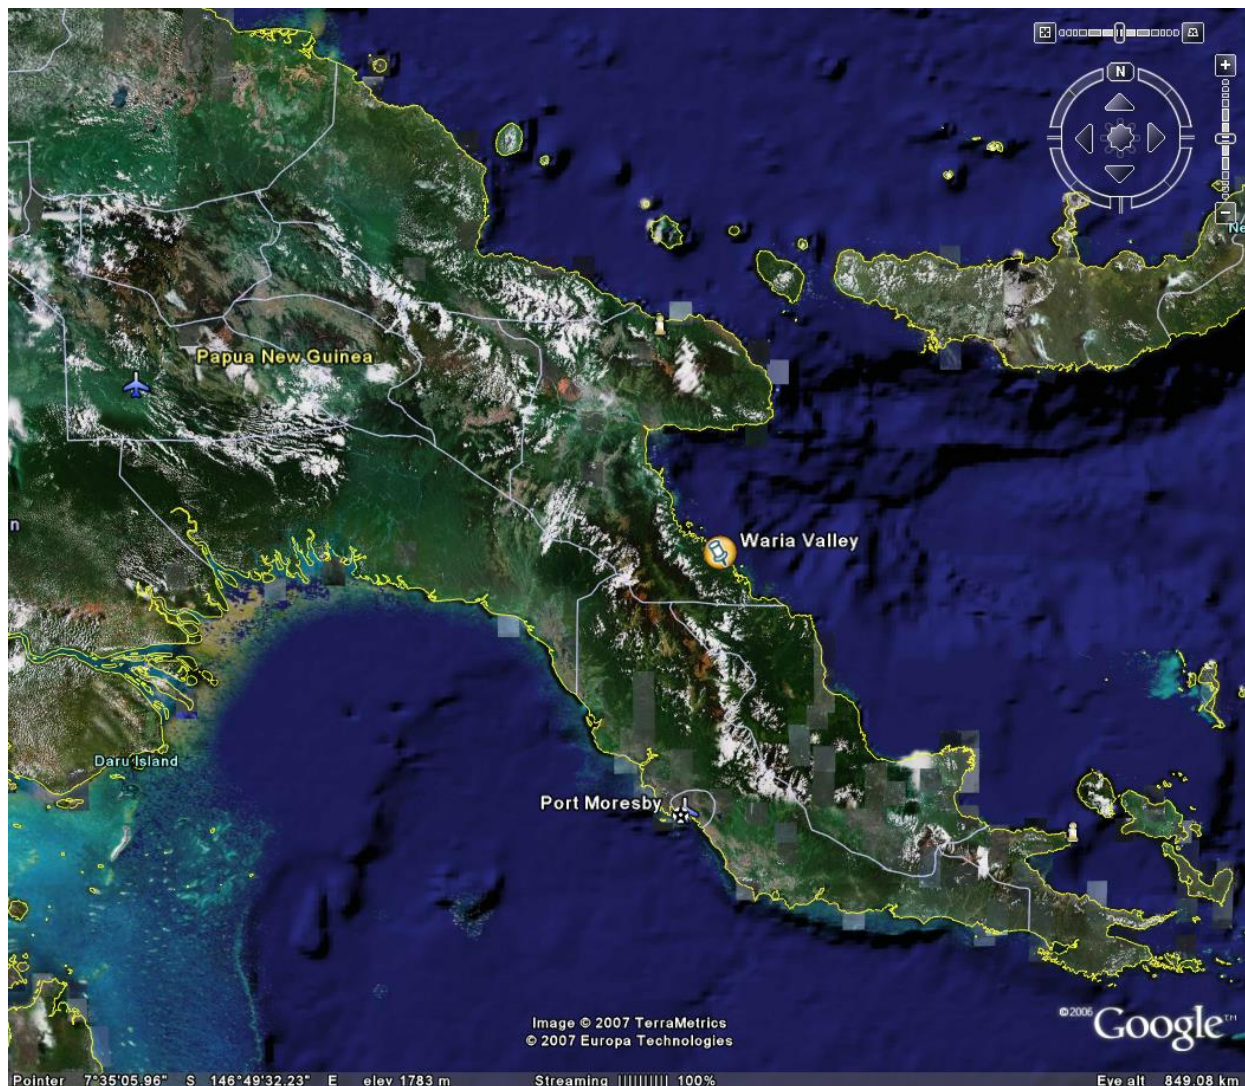 N
Ne
Papua New Guinea
n
Waria Valley
Daru Island
Port Moresby
Image © 2007 TerraMetrics
© 2007 Europa Technologies
©2006 Google™
Pointer 7°35'05.96" S 146°49'32.23" E elev 1783 m Streaming |||||||||| 100% Eye alt 849.08 km